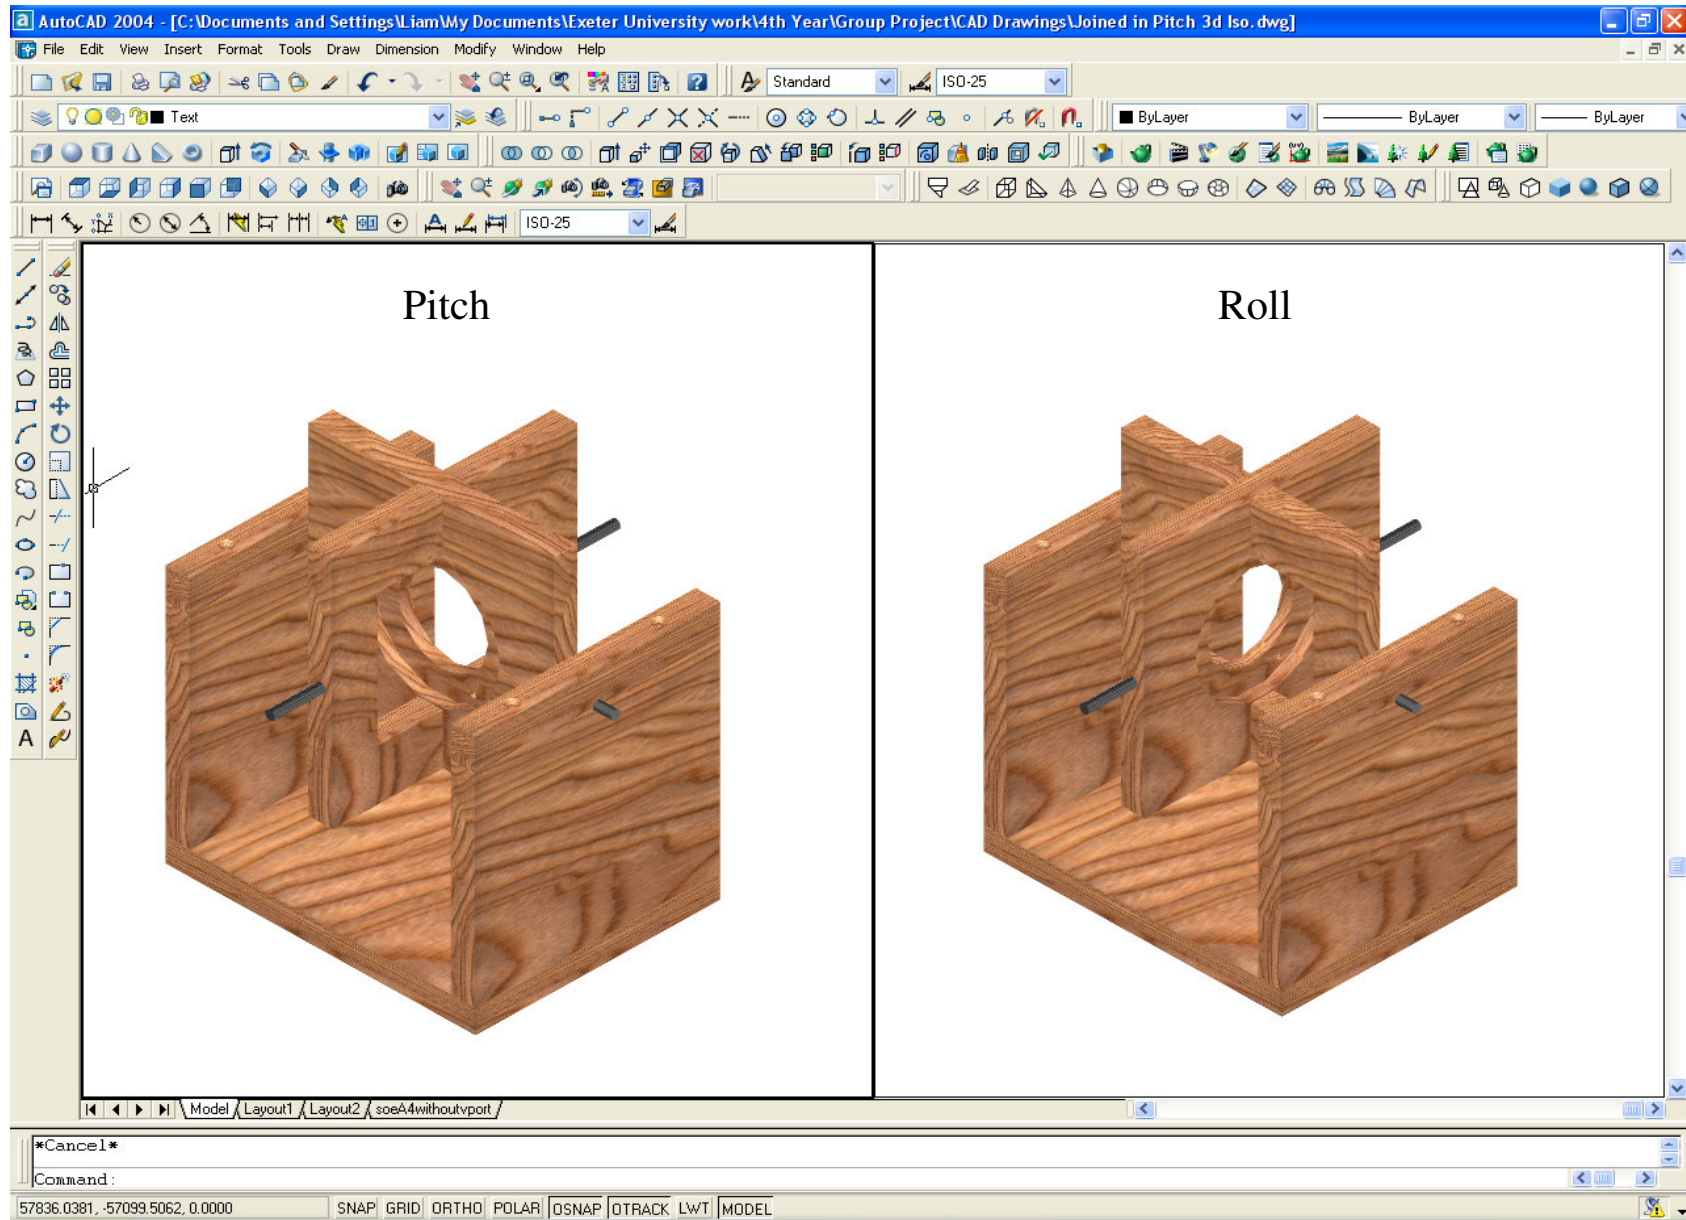 AutoCAD 2004 - [C:\Documents and Settings\Liam\My Documents\Exeter University work\4th Year\Group Project\CAD Drawings\Joined in Pitch 3d Iso.dwg]
File Edit View Insert Format Tools Draw Dimension Modify Window Help
Standard ISO-25
Text ByLayer ByLayer ByLayer
ISO-25
Pitch Roll
A
Model Layout1 Layout2 soeA4withoutvport
*Cancel*
Command:
57836.0381, -57099.5062, 0.0000 SNAP GRID ORTHO POLAR OSNAP OTRACK LWT MODEL